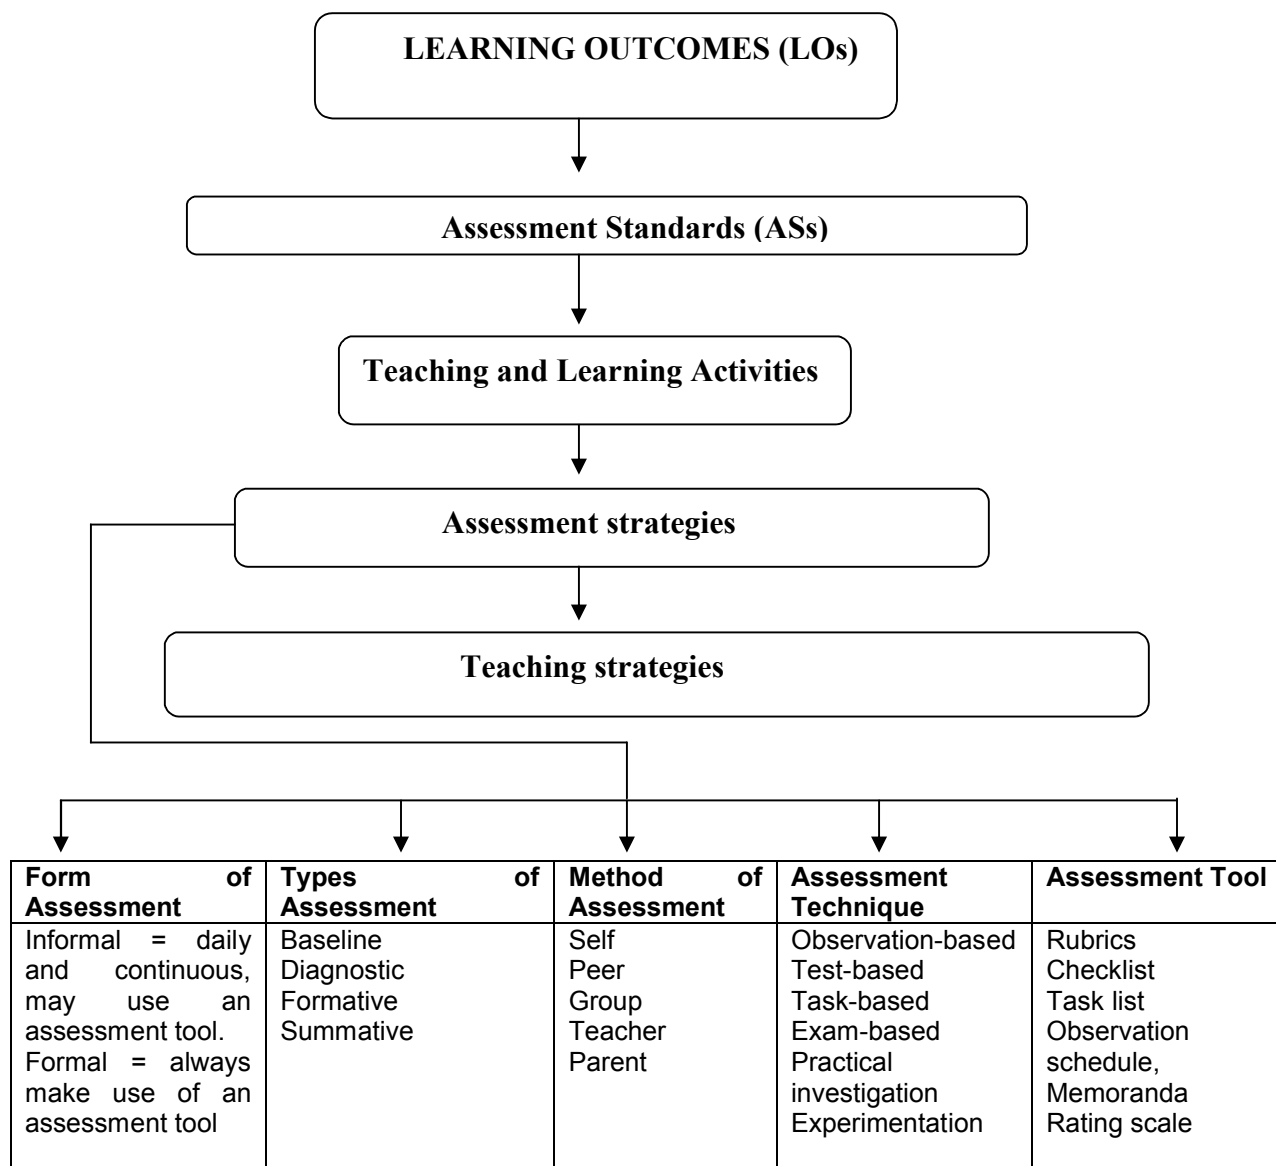 LEARNING OUTCOMES (LOs)
Assessment Standards (ASs)
Teaching and Learning Activities
Assessment strategies
Teaching strategies
Form of
Assessment
Informal = daily
and continuous,
may use an
assessment tool.
Formal = always
make use of an
assessment tool
Types of
Assessment
Baseline
Diagnostic
Formative
Summative
Method of
Assessment
Self
Peer
Group
Teacher
Parent
Assessment
Technique
Observation-based
Test-based
Task-based
Exam-based
Practical
investigation
Experimentation
Assessment Tool
Rubrics
Checklist
Task list
Observation
schedule,
Memoranda
Rating scale